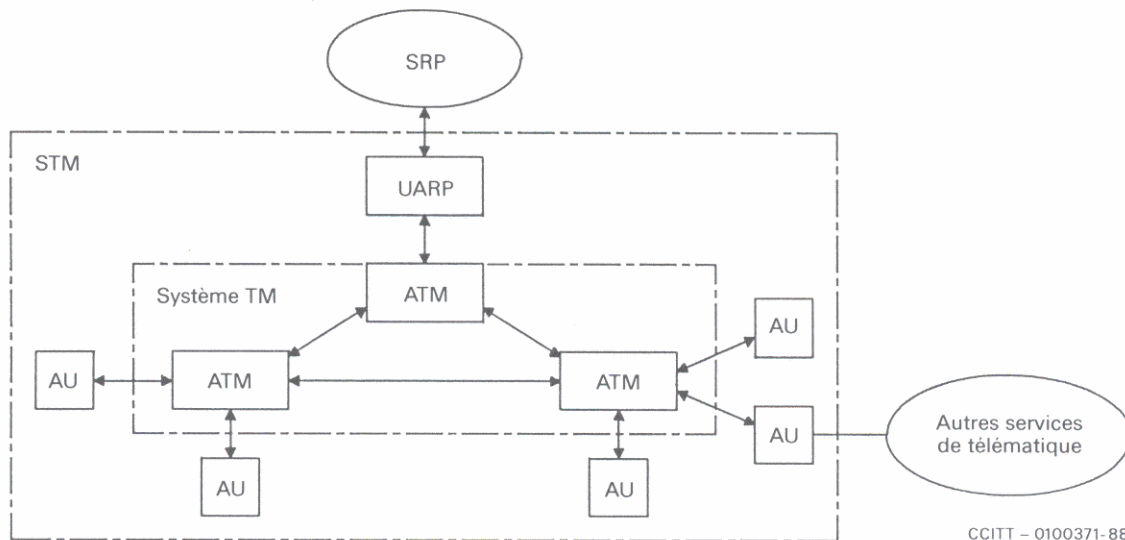 SRP
STM
UARP
Système TM
ATM
AU
AU
ATM
ATM
AU
Autres services
de télématique
AU
AU
CCITT – 0100371-88